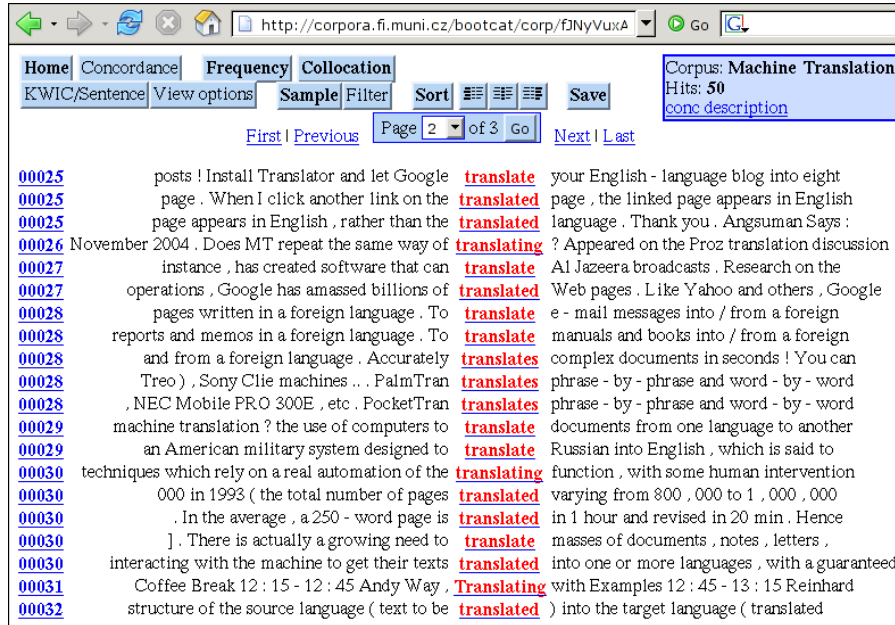 http://corpora.fi.muni.cz/bootcat/corp/fJNyVuxA Go G
Home Concordance Frequency Collocation
KWIC/Sentence View options Sample Filter Sort Save
Corpus: Machine Translation
Hits: 50
conc description
First | Previous Page 2 of 3 Go Next | Last
00025 posts ! Install Translator and let Google translate your English - language blog into eight
00025 page . When I click another link on the translated page , the linked page appears in English
00025 page appears in English , rather than the translated language . Thank you . Angsuman Says :
00026 November 2004 . Does MT repeat the same way of translating ? Appeared on the Proz translation discussion
00027 instance , has created software that can translate Al Jazeera broadcasts . Research on the
00027 operations , Google has amassed billions of translated Web pages . Like Yahoo and others , Google
00028 pages written in a foreign language . To translate e - mail messages into / from a foreign
00028 reports and memos in a foreign language . To translate manuals and books into / from a foreign
00028 and from a foreign language . Accurately translates complex documents in seconds ! You can
00028 Treo ) , Sony Clie machines ... PalmTran translates phrase - by - phrase and word - by - word
00028 , NEC Mobile PRO 300E , etc . PocketTran translates phrase - by - phrase and word - by - word
00029 machine translation ? the use of computers to translate documents from one language to another
00029 an American military system designed to translate Russian into English , which is said to
00030 techniques which rely on a real automation of the translating function , with some human intervention
00030 000 in 1993 ( the total number of pages translated varying from 800 , 000 to 1 , 000 , 000
00030 . In the average , a 250 - word page is translated in 1 hour and revised in 20 min . Hence
00030 ] . There is actually a growing need to translate masses of documents , notes , letters ,
00030 interacting with the machine to get their texts translated into one or more languages , with a guaranteed
00031 Coffee Break 12 : 15 - 12 : 45 Andy Way , Translating with Examples 12 : 45 - 13 : 15 Reinhard
00032 structure of the source language ( text to be translated ) into the target language ( translated